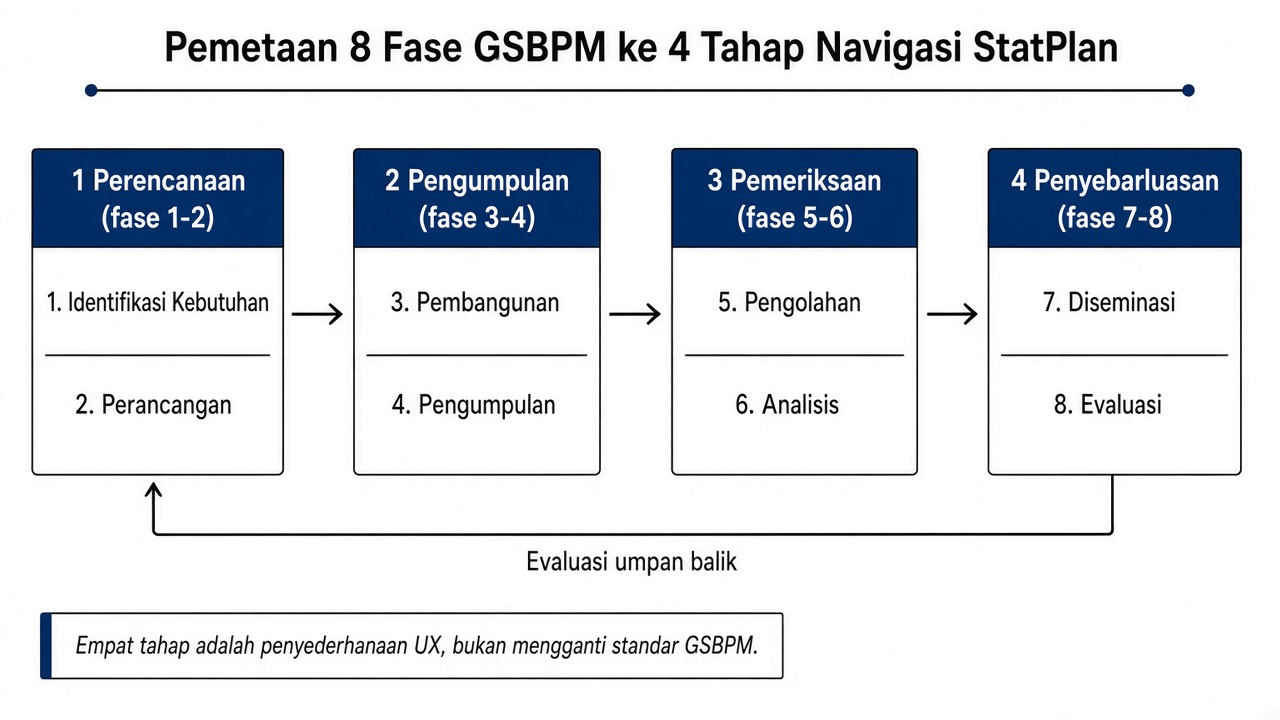 Pemetaan 8 Fase GSBPM ke 4 Tahap Navigasi StatPlan
1 Perencanaan
(fase 1-2)
1. Identifikasi Kebutuhan
2. Perancangan
2 Pengumpulan
(fase 3-4)
3. Pembangunan
4. Pengumpulan
3 Pemeriksaan
(fase 5-6)
5. Pengolahan
6. Analisis
4 Penyebarluasan
(fase 7-8)
7. Diseminasi
8. Evaluasi
Evaluasi umpan balik
Empat tahap adalah penyederhanaan UX, bukan mengganti standar GSBPM.